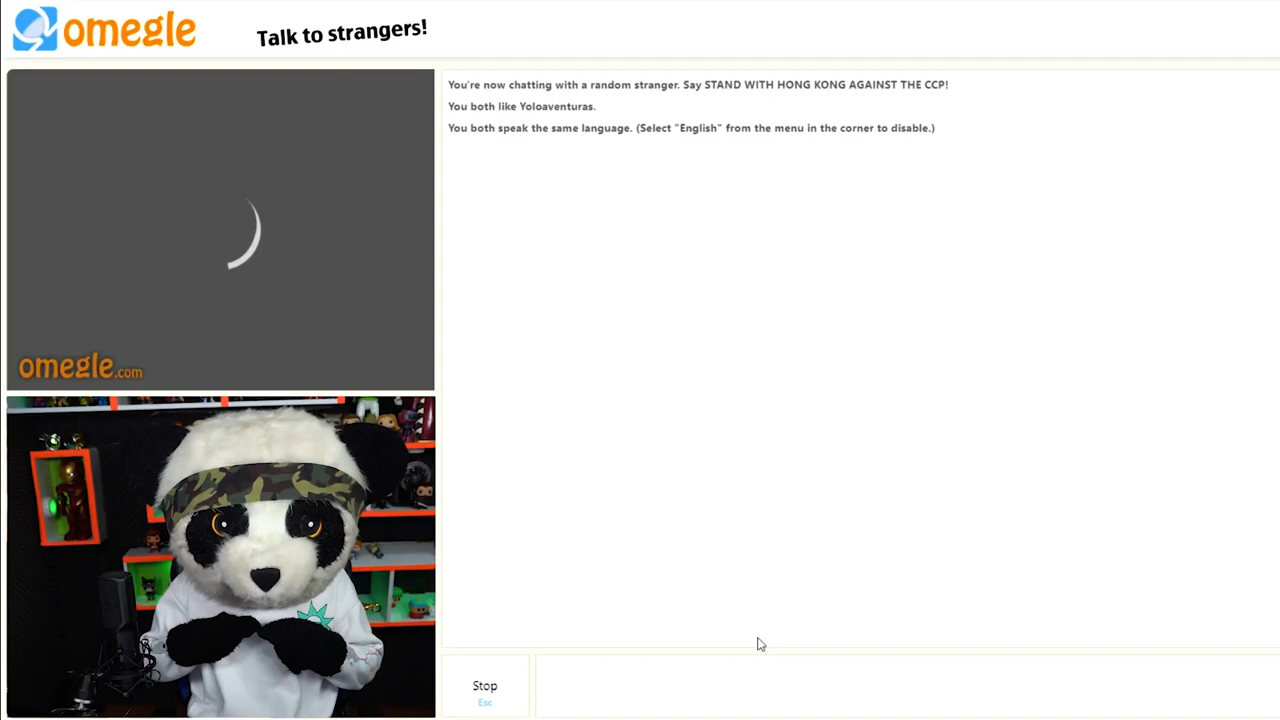 omegle
Talk to strangers!
You're now chatting with a random stranger. Say STAND WITH HONG KONG AGAINST THE CCP!
You both like Yoloaventuras.
You both speak the same language. (Select "English" from the menu in the corner to disable.)
omegle.com
Stop
Esc